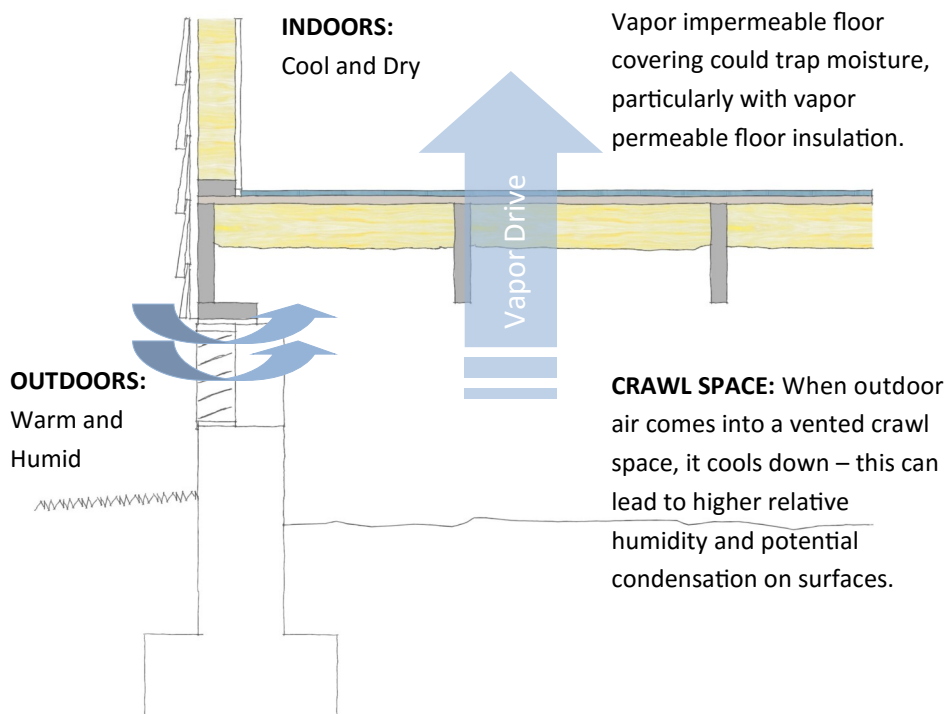 INDOORS:
Cool and Dry
Vapor impermeable floor
covering could trap moisture,
particularly with vapor
permeable floor insulation.
Vapor Drive
OUTDOORS:
Warm and
Humid
CRAWL SPACE: When outdoor
air comes into a vented crawl
space, it cools down – this can
lead to higher relative
humidity and potential
condensation on surfaces.